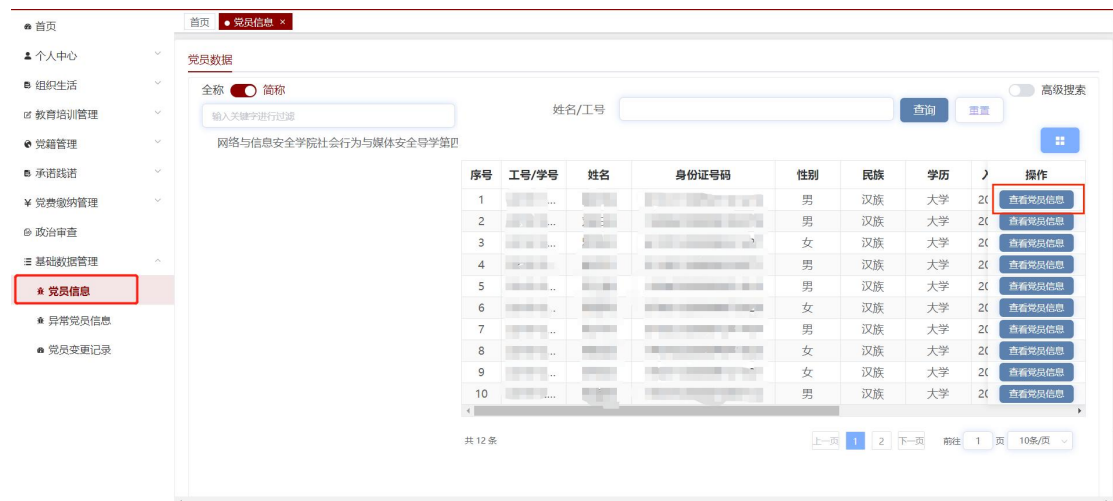 首页
个人中心
组织生活
教育培训管理
党籍管理
承诺践诺
¥ 党费缴纳管理
政治审查
基础数据管理
党员信息
异常党员信息
党员变更记录
首页 ● 党员信息 ×
党员数据
全称 简称
输入关键字进行过滤
网络与信息安全学院社会行为与媒体安全导学第四
姓名/工号 查询 重置 高级搜索
序号 工号/学号 姓名 身份证号码 性别 民族 学历 操作
1 ... 男 汉族 大学 20 查看党员信息
2 ... 男 汉族 大学 20 查看党员信息
3 ... 女 汉族 大学 20 查看党员信息
4 男 汉族 大学 20 查看党员信息
5 .. 男 汉族 大学 20 查看党员信息
6 .. 女 汉族 大学 20 查看党员信息
7 .. 男 汉族 大学 20 查看党员信息
8 .. 女 汉族 大学 20 查看党员信息
9 .. 女 汉族 大学 20 查看党员信息
10 .... 男 汉族 大学 20 查看党员信息
共 12 条 上一页 1 2 下一页 前往 1 页 10条/页